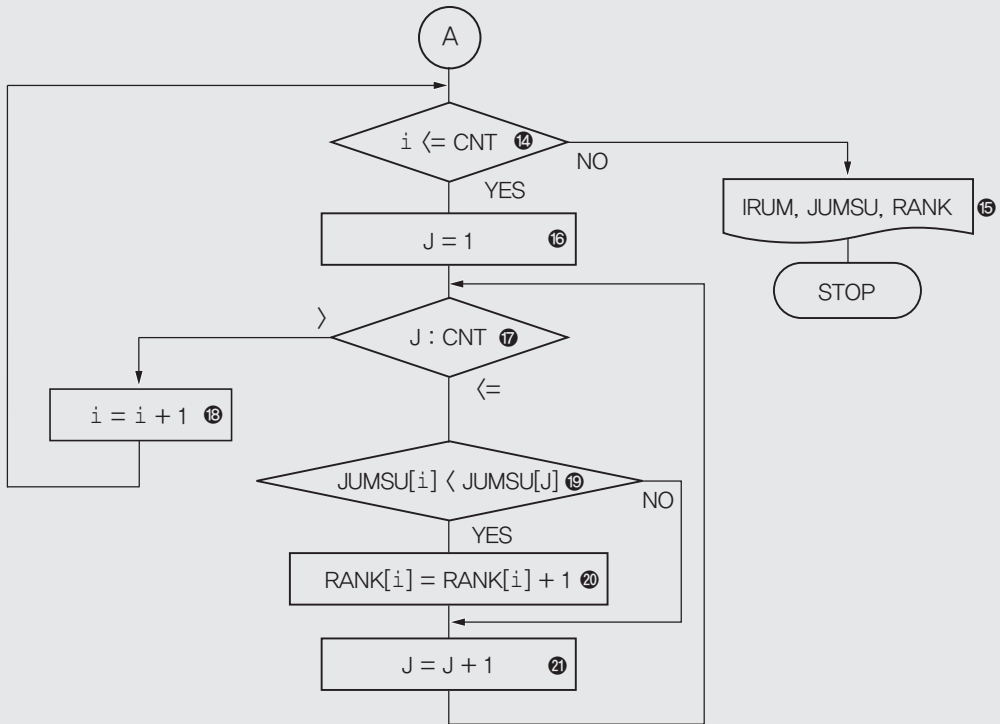 A
i <= CNT ⓮
NO
YES
IRUM, JUMSU, RANK ⓯
J = 1 ⓰
STOP
>
J : CNT ⓱
<=
i = i + 1 ⓲
JUMSU[i] < JUMSU[J] ⓳
NO
YES
RANK[i] = RANK[i] + 1 ⓴
J = J + 1 ㉑